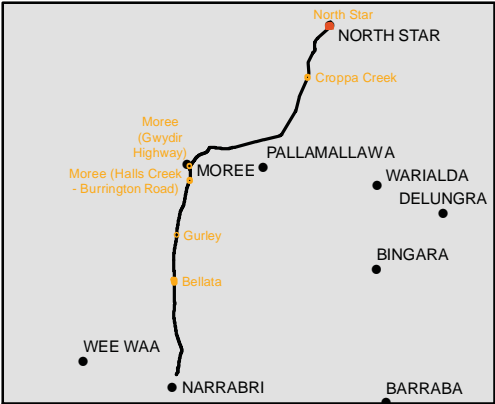 North Star
NORTH STAR
Croppa Creek
Moree
(Gwydir
Highway)
PALLAMALLAWA
MOREE
Moree (Halls Creek
- Burrington Road)
WARIALDA
DELUNGRA
Gurley
BINGARA
Bellata
WEE WAA
NARRABRI
BARRABA